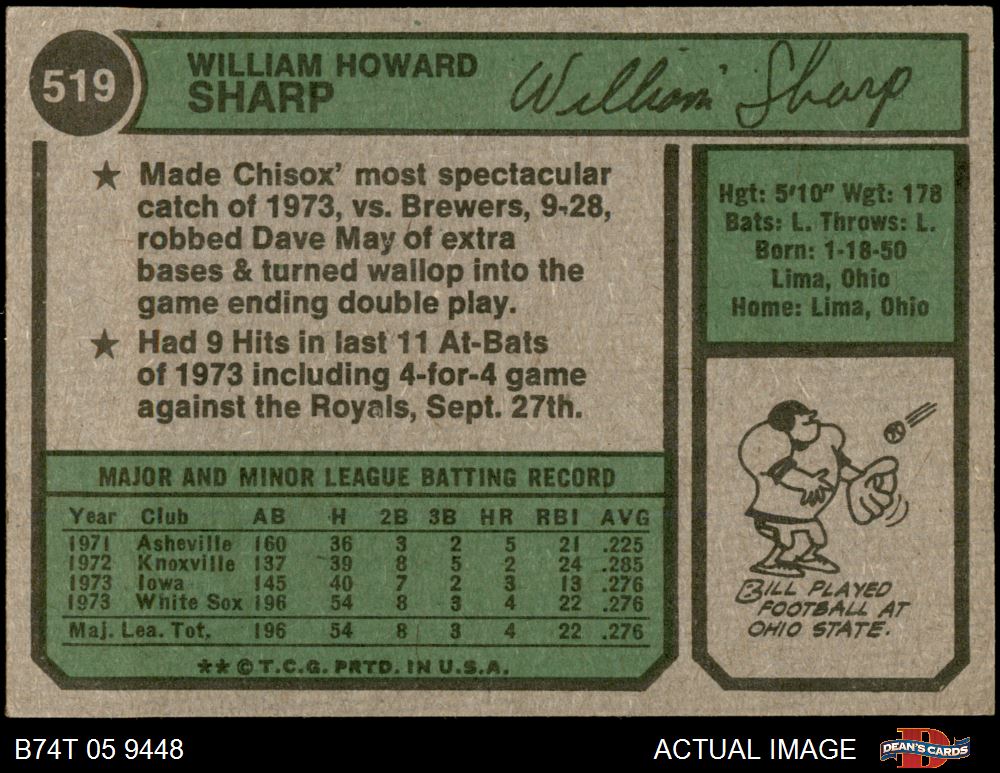 519
WILLIAM HOWARD
SHARP
William Sharp
★ Made Chisox' most spectacular
catch of 1973, vs. Brewers, 9-28,
robbed Dave May of extra
bases & turned wallop into the
game ending double play.
★ Had 9 Hits in last 11 At-Bats
of 1973 including 4-for-4 game
against the Royals, Sept. 27th.
Hgt: 5'10" Wgt: 178
Bats: L. Throws: L.
Born: 1-18-50
Lima, Ohio
Home: Lima, Ohio
MAJOR AND MINOR LEAGUE BATTING RECORD
Year Club AB H 2B 3B HR RBI AVG
1971 Asheville 160 36 3 2 5 21 .225
1972 Knoxville 137 39 8 5 2 24 .285
1973 Iowa 145 40 7 2 3 13 .276
1973 White Sox 196 54 8 3 4 22 .276
Maj. Lea. Tot. 196 54 8 3 4 22 .276
** © T.C.G. PRTD. IN U.S.A.
BILL PLAYED
FOOTBALL AT
OHIO STATE.
B74T 05 9448
ACTUAL IMAGE
DEAN'S CARDS